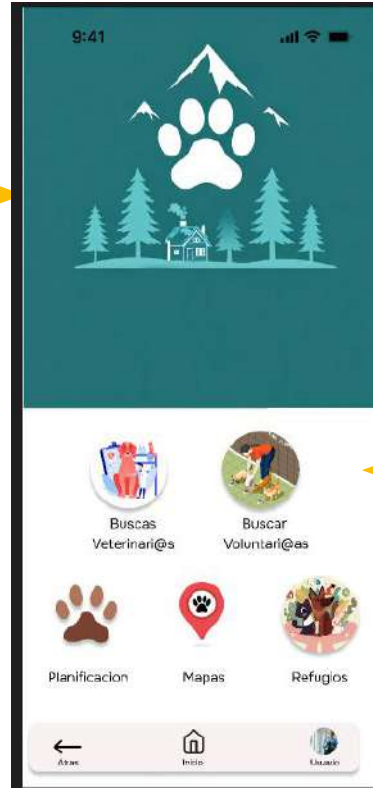 9:41
Buscas
Veterinari@s
Buscar
Voluntari@as
Planificacion
Mapas
Refugios
Atras
Inicio
Usuario